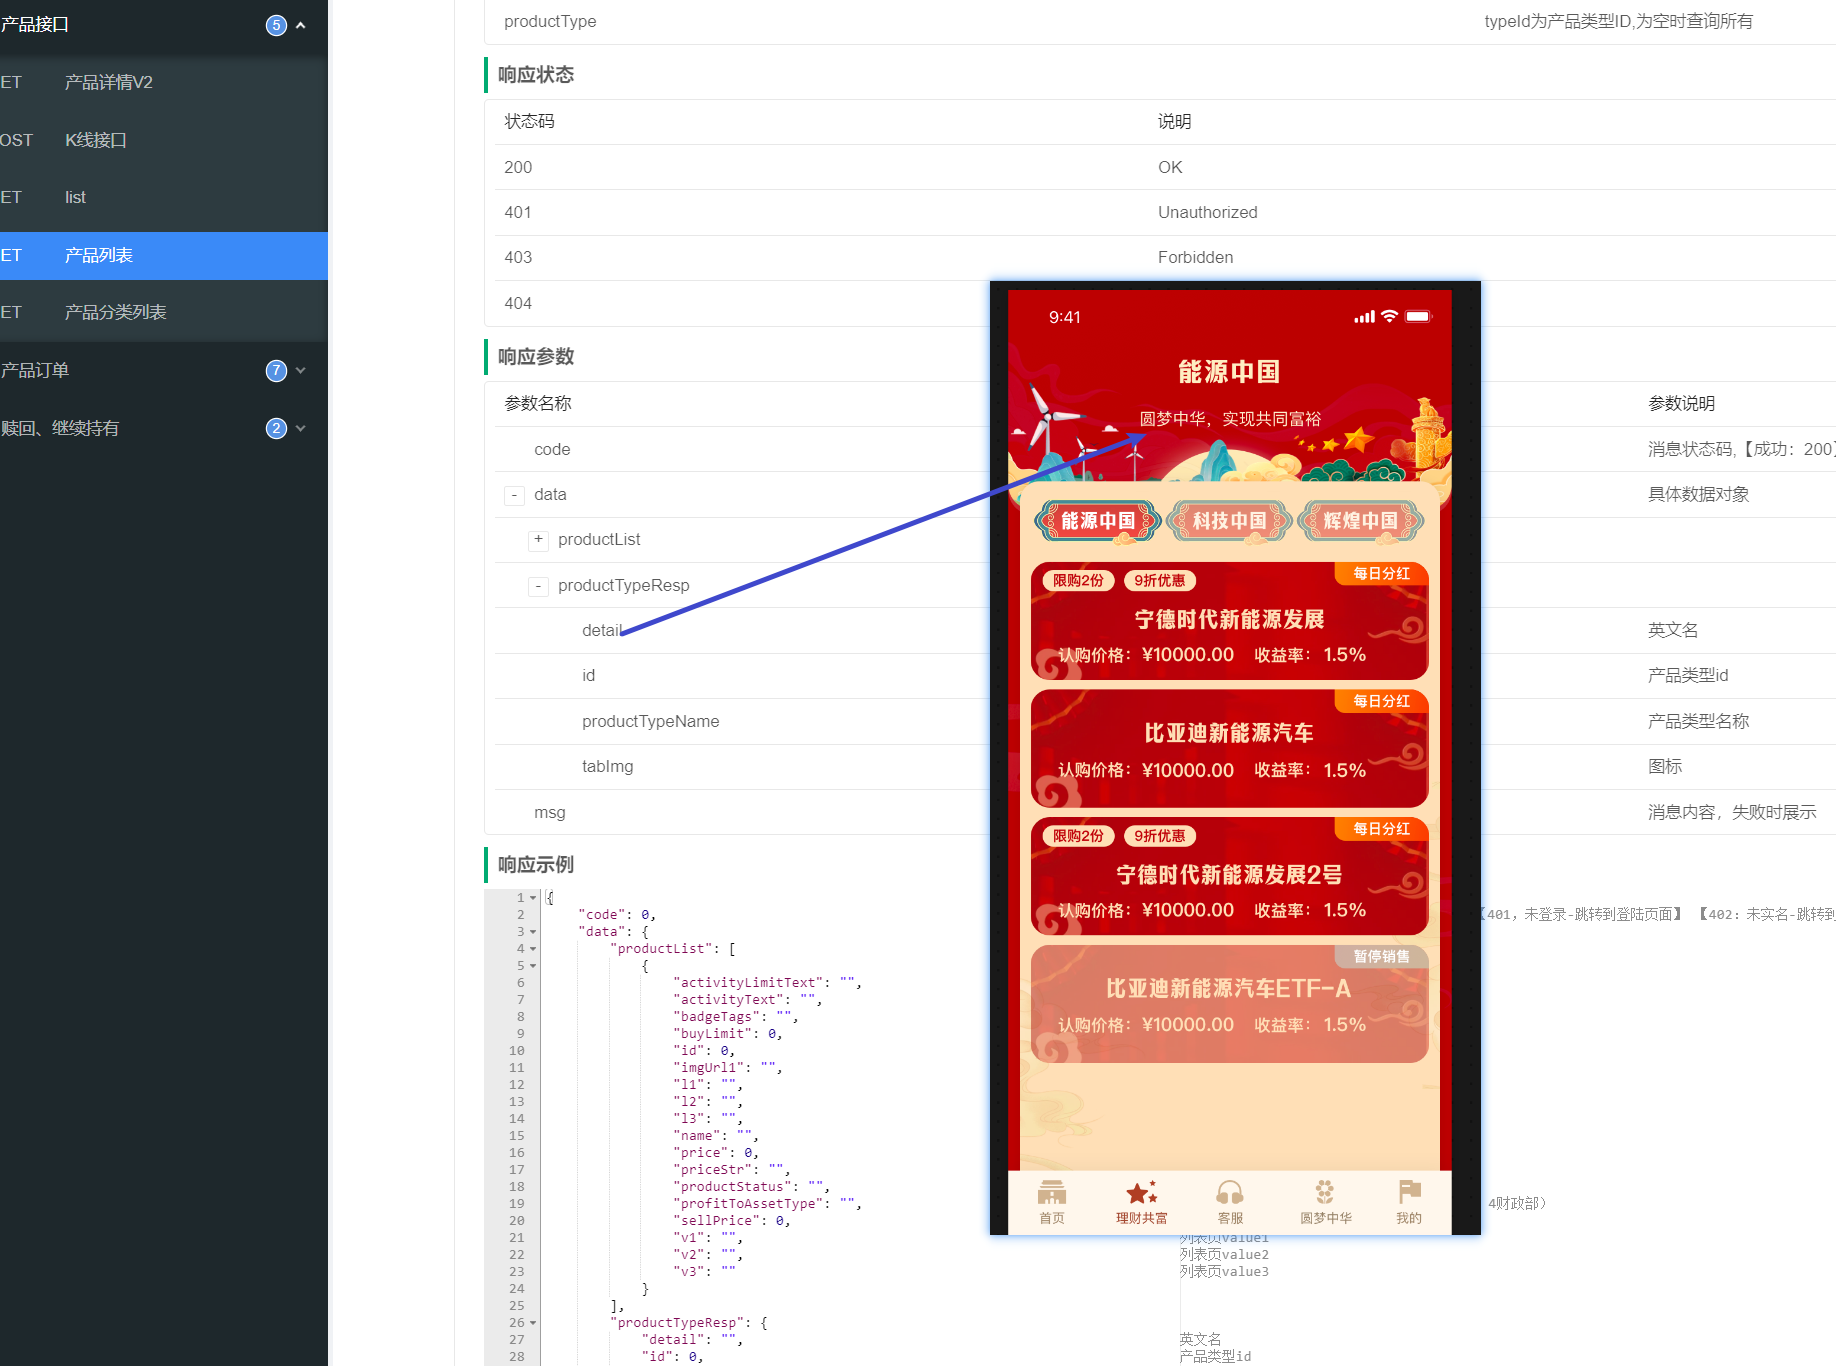 产品接口 5
ET 产品详情V2
OST K线接口
ET list
ET 产品列表
ET 产品分类列表
产品订单 7
赎回、继续持有 2
productType typeId为产品类型ID,为空时查询所有
响应状态
状态码 说明
200 OK
401 Unauthorized
403 Forbidden
404
响应参数
参数名称 参数说明
code 消息状态码,【成功：200】
- data 具体数据对象
+ productList
- productTypeResp
detail 英文名
id 产品类型id
productTypeName 产品类型名称
tabImg 图标
msg 消息内容，失败时展示
响应示例
1 {
2 "code": 0, 【401，未登录-跳转到登陆页面】 【402：未实名-跳转到
3 "data": {
4 "productList": [
5 {
6 "activityLimitText": "",
7 "activityText": "",
8 "badgeTags": "",
9 "buyLimit": 0,
10 "id": 0,
11 "imgUrl1": "",
12 "l1": "",
13 "l2": "",
14 "l3": "",
15 "name": "",
16 "price": 0,
17 "priceStr": "",
18 "productStatus": "",
19 "profitToAssetType": "", 4财政部）
20 "sellPrice": 0,
21 "v1": "", 列表页value1
22 "v2": "", 列表页value2
23 "v3": "" 列表页value3
24 }
25 ],
26 "productTypeResp": {
27 "detail": "", 英文名
28 "id": 0, 产品类型id
9:41
能源中国
圆梦中华，实现共同富裕
能源中国 科技中国 辉煌中国
限购2份 9折优惠 每日分红
宁德时代新能源发展
认购价格：¥10000.00 收益率：1.5%
每日分红
比亚迪新能源汽车
认购价格：¥10000.00 收益率：1.5%
限购2份 9折优惠 每日分红
宁德时代新能源发展2号
认购价格：¥10000.00 收益率：1.5%
暂停销售
比亚迪新能源汽车ETF-A
认购价格：¥10000.00 收益率：1.5%
首页 理财共富 客服 圆梦中华 我的